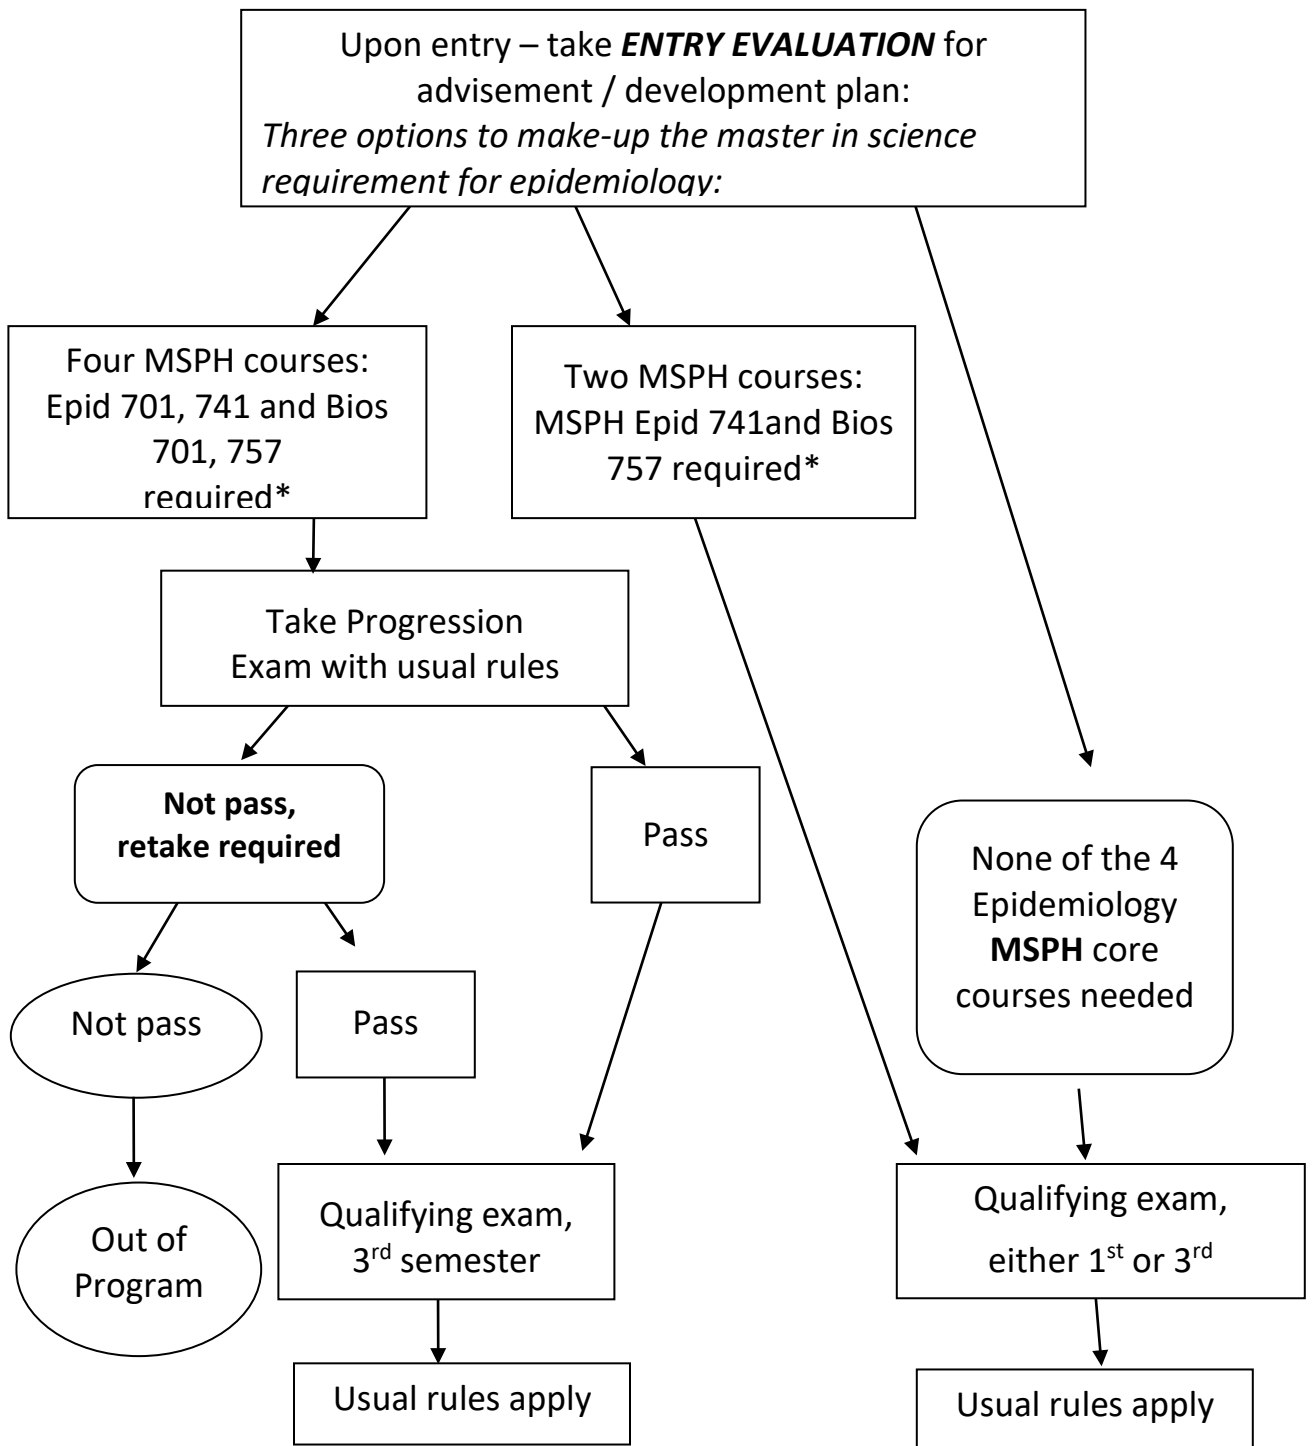 Upon entry – take ENTRY EVALUATION for
advisement / development plan:
Three options to make-up the master in science
requirement for epidemiology:
Four MSPH courses:
Epid 701, 741 and Bios
701, 757
required*
Two MSPH courses:
MSPH Epid 741and Bios
757 required*
Take Progression
Exam with usual rules
Not pass,
retake required
Pass
None of the 4
Epidemiology
MSPH core
courses needed
Not pass
Pass
Out of
Program
Qualifying exam,
3rd semester
Qualifying exam,
either 1st or 3rd
Usual rules apply
Usual rules apply